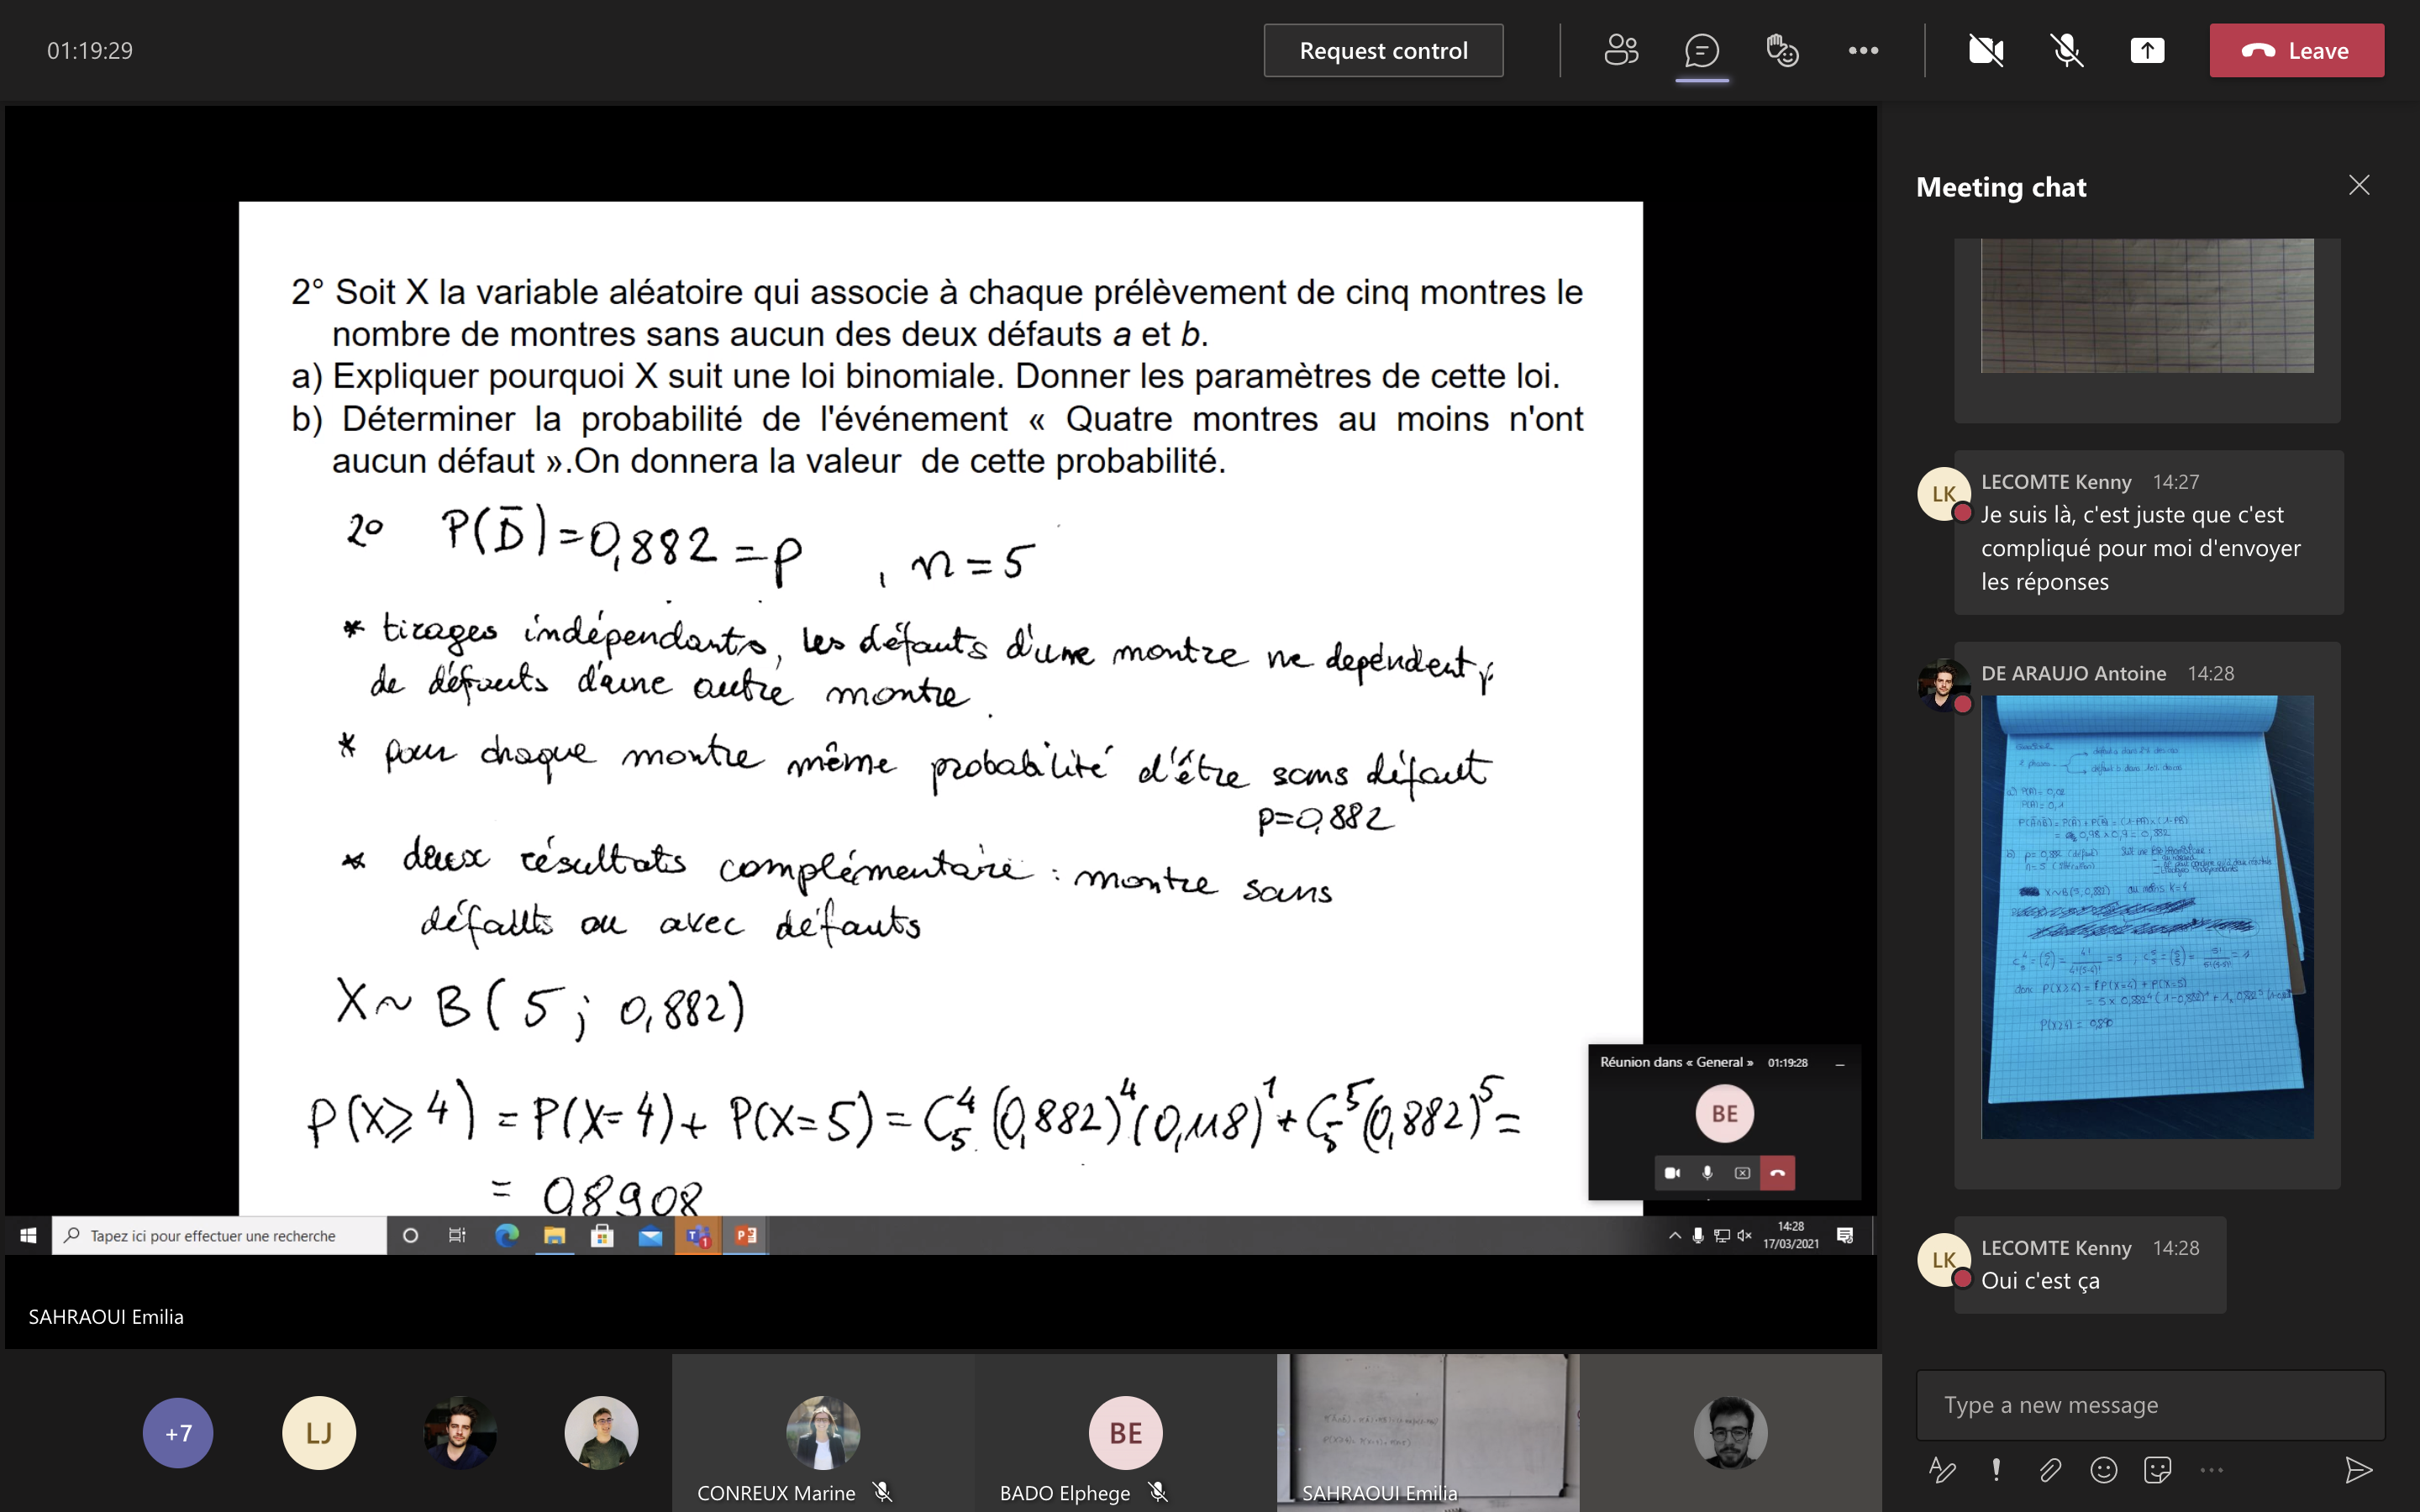 01:19:29
Request control
Leave
2° Soit X la variable aléatoire qui associe à chaque prélèvement de cinq montres le
nombre de montres sans aucun des deux défauts a et b.
a) Expliquer pourquoi X suit une loi binomiale. Donner les paramètres de cette loi.
b) Déterminer la probabilité de l'événement « Quatre montres au moins n'ont
aucun défaut ».On donnera la valeur de cette probabilité.
2° P(D̅)=0,882 =p , n=5
* tirages indépendants, les défauts d'une montre ne dépendent p
de défauts d'une autre montre.
* pour chaque montre même probabilité d'être sans défaut
p=0,882
* deux résultats complémentaire : montre sans
défauts ou avec défauts
X~ B( 5 ; 0,882)
P(X⩾4) = P(X=4)+ P(X=5) = C₅⁴ (0,882)⁴(0,118)¹+ C₅⁵(0,882)⁵=
= 0,8908
Réunion dans « General » 01:19:28
BE
Tapez ici pour effectuer une recherche
14:28
17/03/2021
SAHRAOUI Emilia
+7
LJ
CONREUX Marine
BE
BADO Elphege
SAHRAOUI Emilia
Meeting chat
LK
LECOMTE Kenny 14:27
Je suis là, c'est juste que c'est
compliqué pour moi d'envoyer
les réponses
DE ARAUJO Antoine 14:28
LK
LECOMTE Kenny 14:28
Oui c'est ça
Type a new message